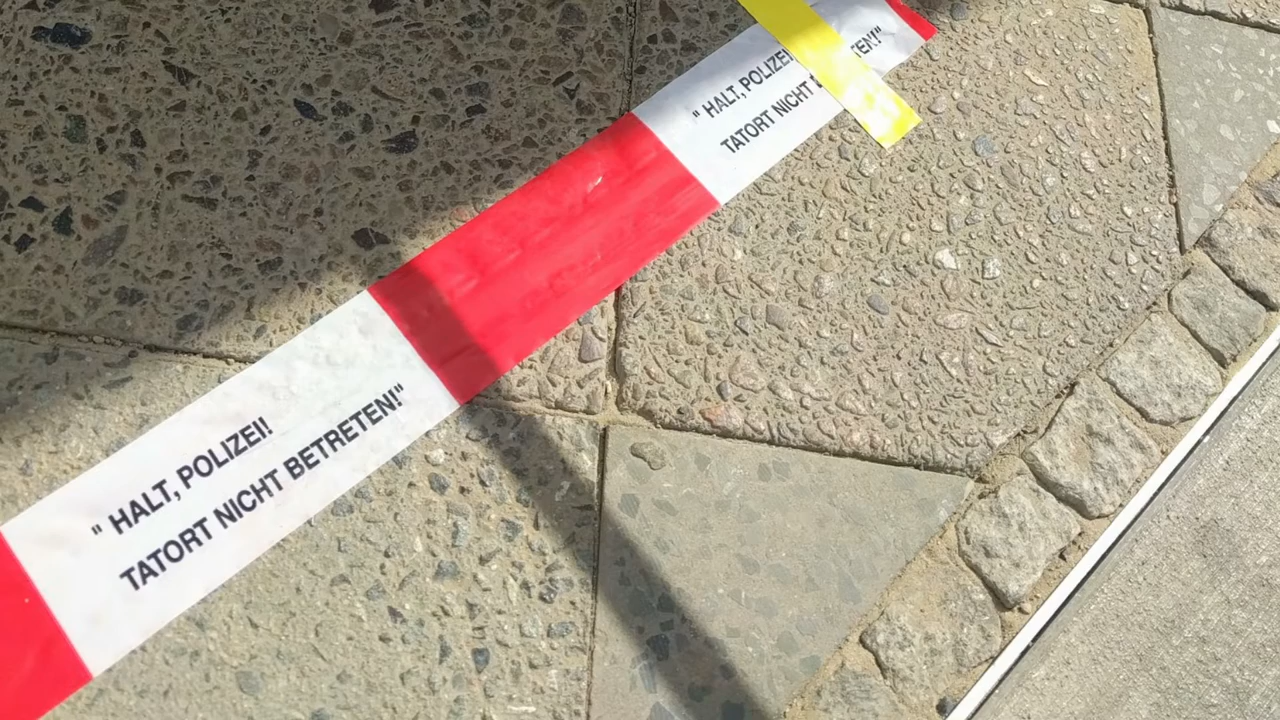 " HALT, POLIZEI!
TATORT NICHT BETRETEN!"
" HALT, POLIZEI
TATORT NICHT